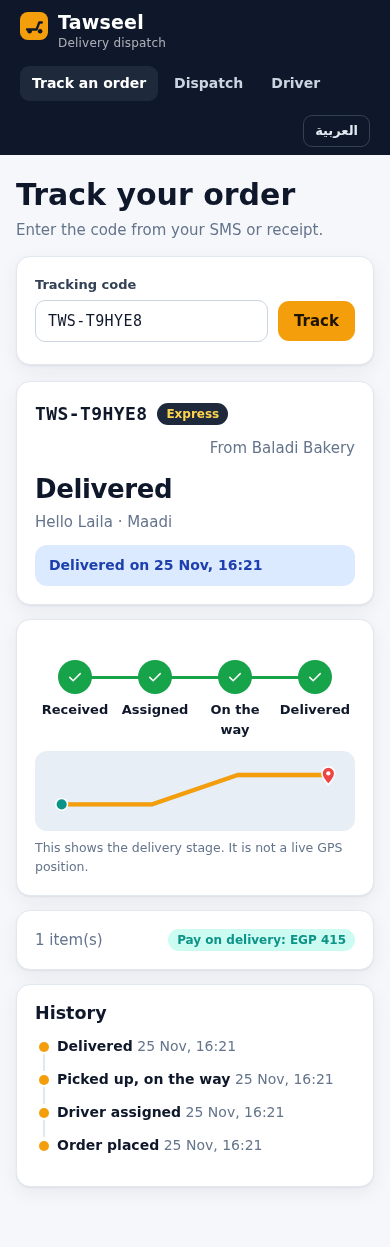 Tawseel
Delivery dispatch
Track an order Dispatch Driver
العربية
Track your order
Enter the code from your SMS or receipt.
Tracking code
TWS-T9HYE8 Track
TWS-T9HYE8 Express
From Baladi Bakery
Delivered
Hello Laila · Maadi
Delivered on 25 Nov, 16:21
Received Assigned On the way Delivered
This shows the delivery stage. It is not a live GPS
position.
1 item(s) Pay on delivery: EGP 415
History
Delivered 25 Nov, 16:21
Picked up, on the way 25 Nov, 16:21
Driver assigned 25 Nov, 16:21
Order placed 25 Nov, 16:21